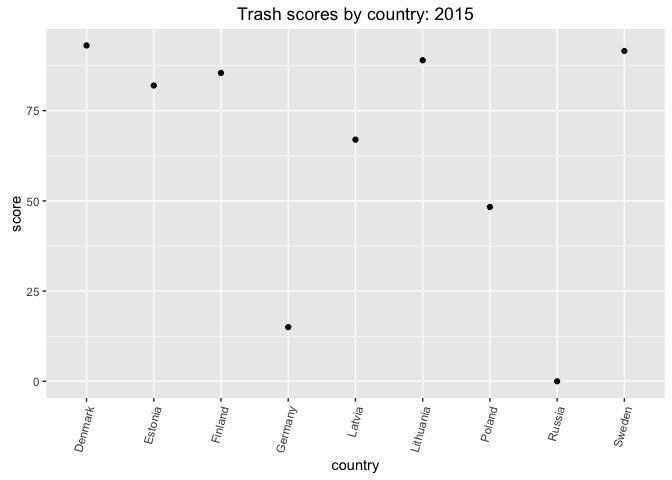 Trash scores by country: 2015
score
75
50
25
0
Denmark
Estonia
Finland
Germany
Latvia
Lithuania
Poland
Russia
Sweden
country